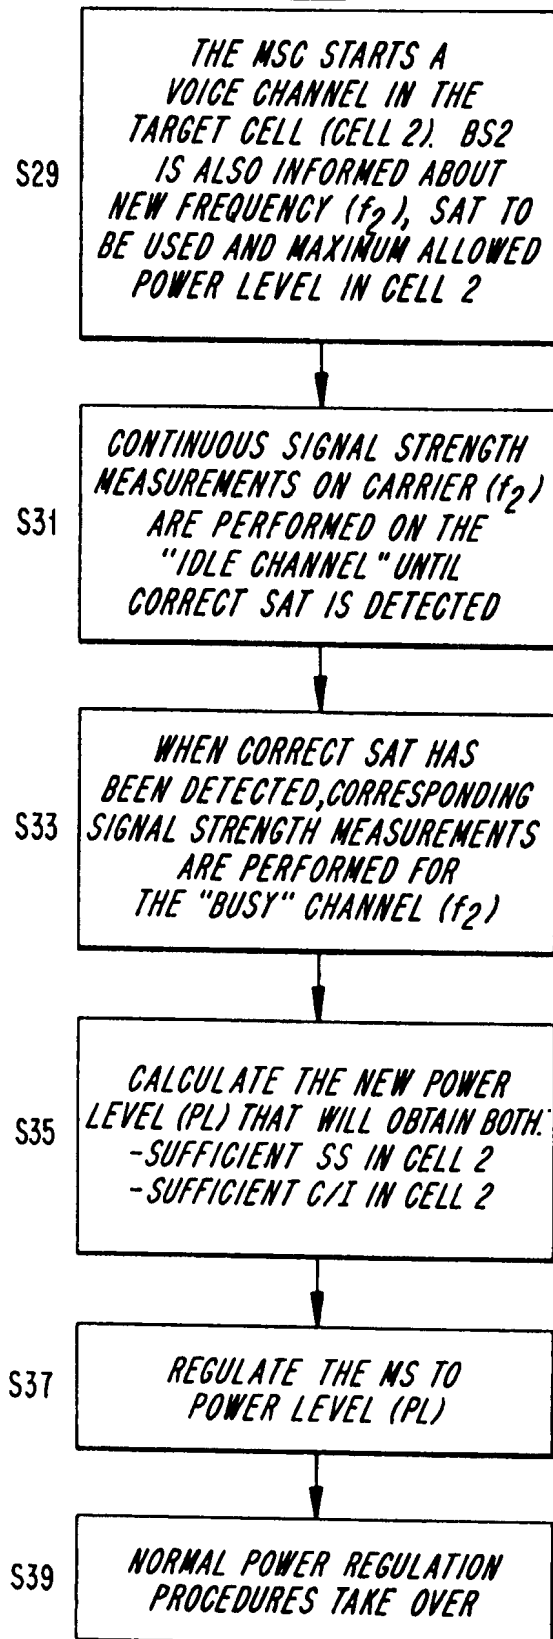 THE MSC STARTS A
VOICE CHANNEL IN THE
TARGET CELL (CELL 2). BS2
S29
IS ALSO INFORMED ABOUT
NEW FREQUENCY (f2), SAT TO
BE USED AND MAXIMUM ALLOWED
POWER LEVEL IN CELL 2
CONTINUOUS SIGNAL STRENGTH
MEASUREMENTS ON CARRIER (f2)
S31
ARE PERFORMED ON THE
"IDLE CHANNEL" UNTIL
CORRECT SAT IS DETECTED
WHEN CORRECT SAT HAS
BEEN DETECTED, CORRESPONDING
S33
SIGNAL STRENGTH MEASUREMENTS
ARE PERFORMED FOR
THE "BUSY" CHANNEL (f2)
CALCULATE THE NEW POWER
S35
LEVEL (PL) THAT WILL OBTAIN BOTH:
-SUFFICIENT SS IN CELL 2
-SUFFICIENT C/I IN CELL 2
S37
REGULATE THE MS TO
POWER LEVEL (PL)
S39
NORMAL POWER REGULATION
PROCEDURES TAKE OVER